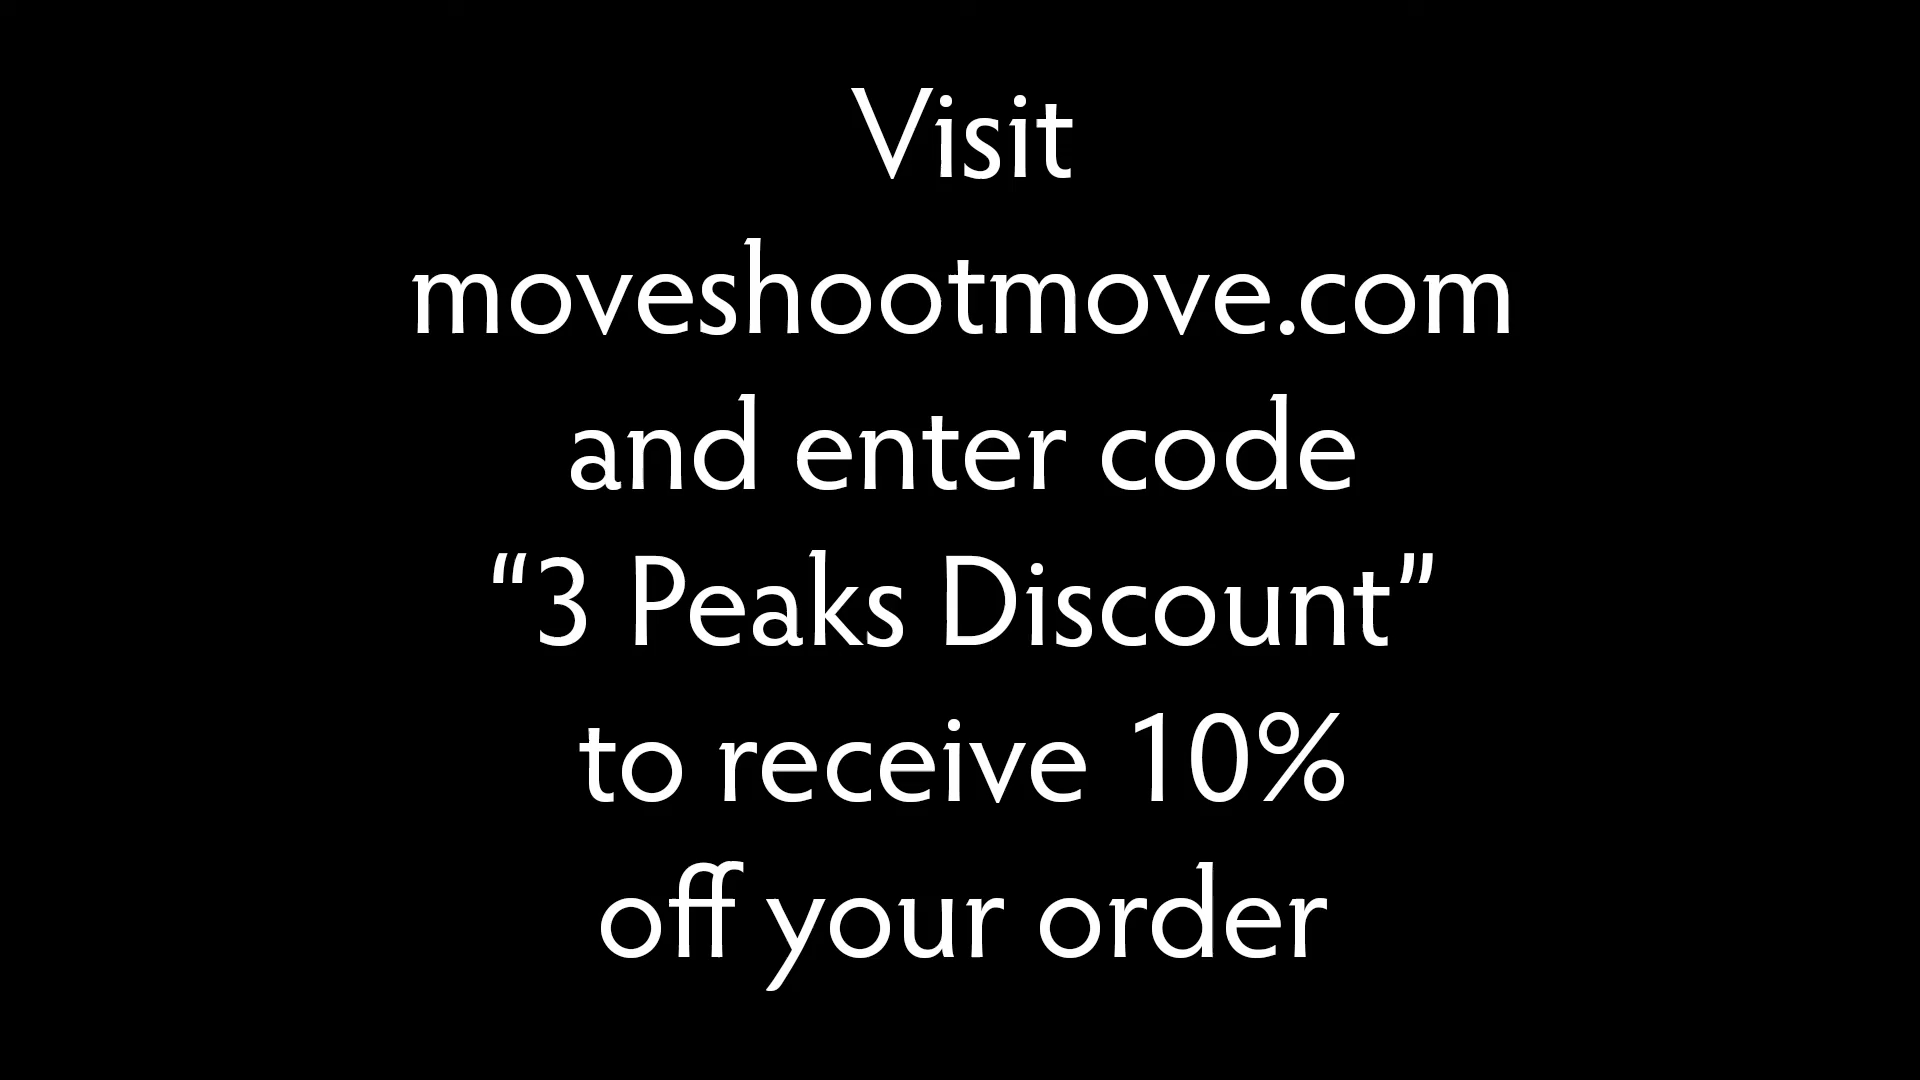 Visit
moveshootmove.com
and enter code
“3 Peaks Discount”
to receive 10%
off your order